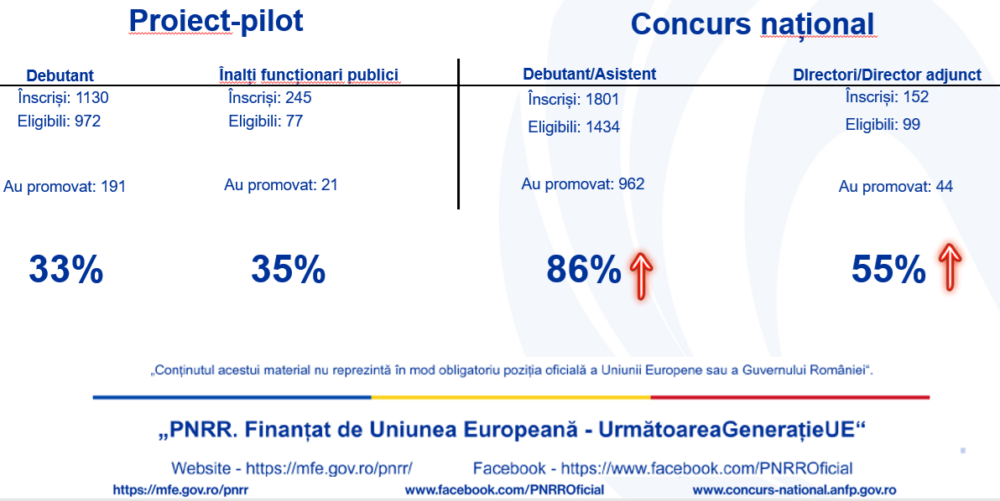 Proiect-pilot
Concurs național
Debutant
Înscriși: 1130
Eligibili: 972
Au promovat: 191
33%
Înalți funcționari publici
Înscriși: 245
Eligibili: 77
Au promovat: 21
35%
Debutant/Asistent
Înscriși: 1801
Eligibili: 1434
Au promovat: 962
86%
DIrectori/Director adjunct
Înscriși: 152
Eligibili: 99
Au promovat: 44
55%
„Conținutul acestui material nu reprezintă în mod obligatoriu poziția oficială a Uniunii Europene sau a Guvernului României“.
„PNRR. Finanțat de Uniunea Europeană - UrmătoareaGenerațieUE“
Website - https://mfe.gov.ro/pnrr/ Facebook - https://www.facebook.com/PNRROficial
https://mfe.gov.ro/pnrr www.facebook.com/PNRROficial www.concurs-national.anfp.gov.ro